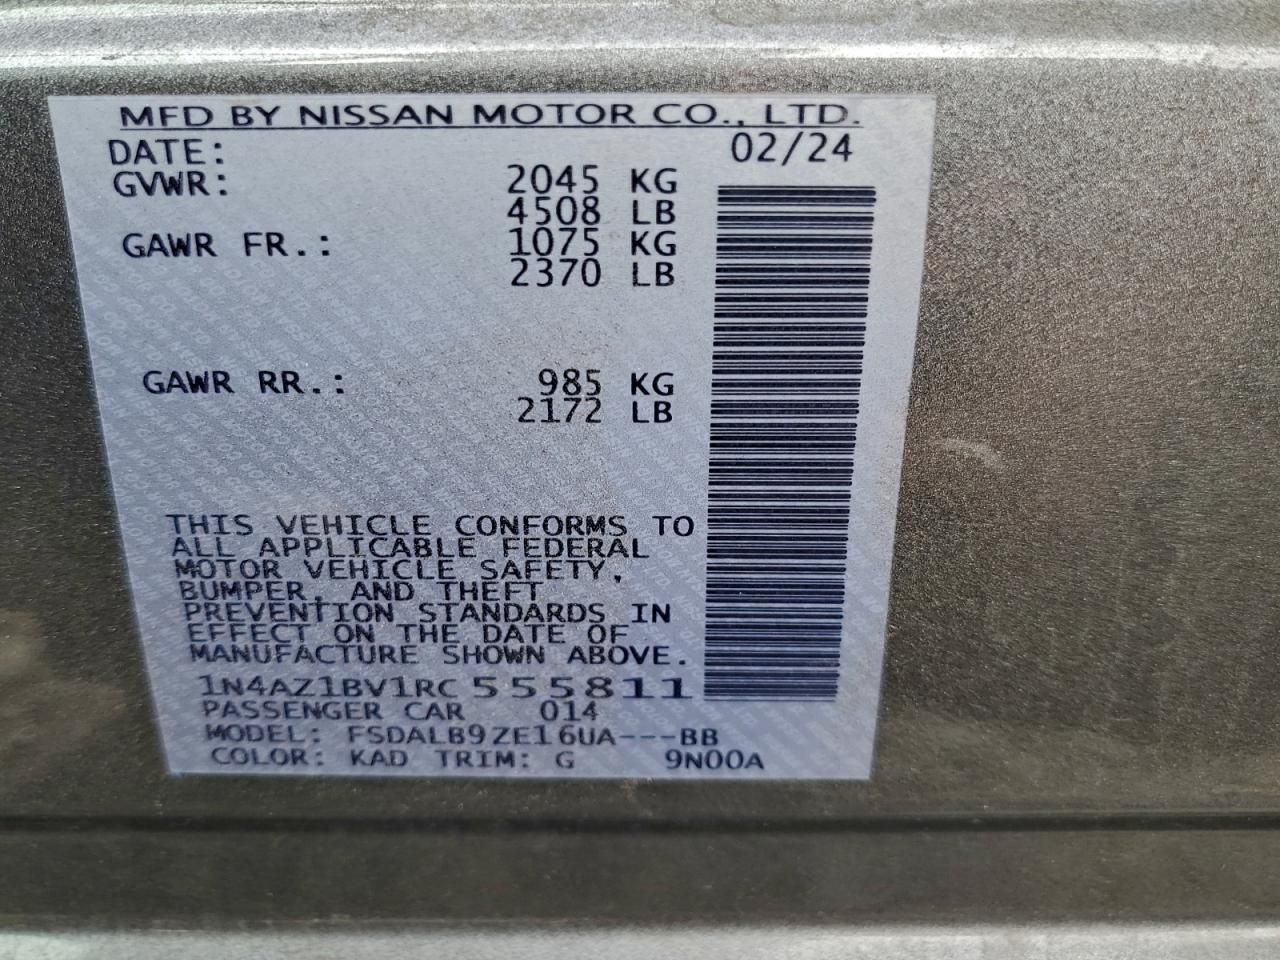 MFD BY NISSAN MOTOR CO., LTD.
DATE: 02/24
GVWR: 2045 KG
4508 LB
GAWR FR.: 1075 KG
2370 LB
GAWR RR.: 985 KG
2172 LB
THIS VEHICLE CONFORMS TO
ALL APPLICABLE FEDERAL
MOTOR VEHICLE SAFETY,
BUMPER, AND THEFT
PREVENTION STANDARDS IN
EFFECT ON THE DATE OF
MANUFACTURE SHOWN ABOVE.
1N4AZ1BV1RC555811
PASSENGER CAR 014
MODEL: FSDALB9ZE16UA---BB
COLOR: KAD TRIM: G 9N00A